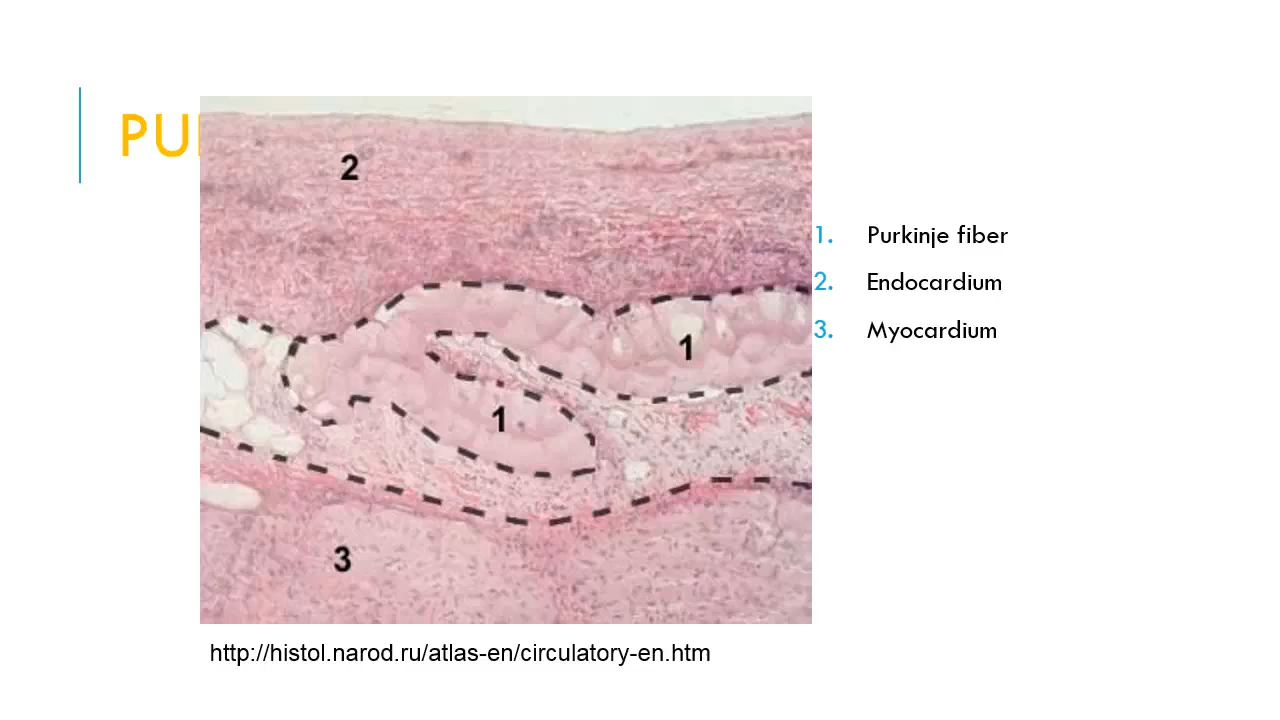 PU
2
1
1
3
1. Purkinje fiber
2. Endocardium
3. Myocardium
http://histol.narod.ru/atlas-en/circulatory-en.htm